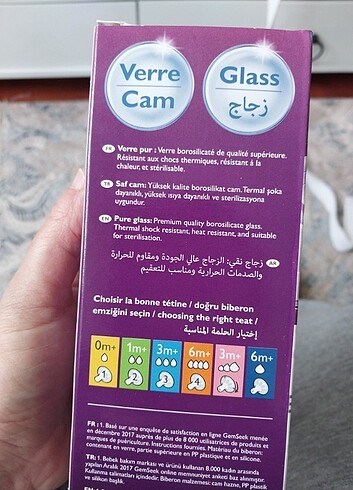 Verre
Cam
Glass
زجاج
FR Verre pur : Verre borosilicaté de qualité supérieure.
Résistant aux chocs thermiques, résistant à la
chaleur, et stérilisable.
TR Saf cam: Yüksek kalite borosilikat cam. Termal şoka
dayanıklı, yüksek ısıya dayanıklı ve sterilizasyona
uygundur.
EN Pure glass: Premium quality borosilicate glass.
Thermal shock resistant, heat resistant, and suitable
for sterilisation.
AR زجاج نقي: الزجاج عالي الجودة ومقاوم للحرارة
والصدمات الحرارية ومناسب للتعقيم
Choisir la bonne tétine / doğru biberon
emziğini seçin / choosing the right teat /
إختيار الحلمة المناسبة
0m+ 1m+ 3m+ 6m+ 3m+ 6m+
1 2 3 4
FR : 1. Basé sur une enquête de satisfaction en ligne GemSeek menée
en décembre 2017 auprès de plus de 8 000 utilisatrices de produits et
marques de puériculture. Instructions fournies. Matériau du biberon:
contenant en verre, partie supérieure en PP plastique et en silicone.
TR: 1. Bebek bakım markası ve ürünü kullanan 8.000 kadın arasında
yapılan Aralık 2017 GemSeek online memnuniyet anketi baz alınmıştır.
Kullanma talimatları içindedir. Biberon malzemesi: cam hazne, PP plastik
ve silikon başlık.